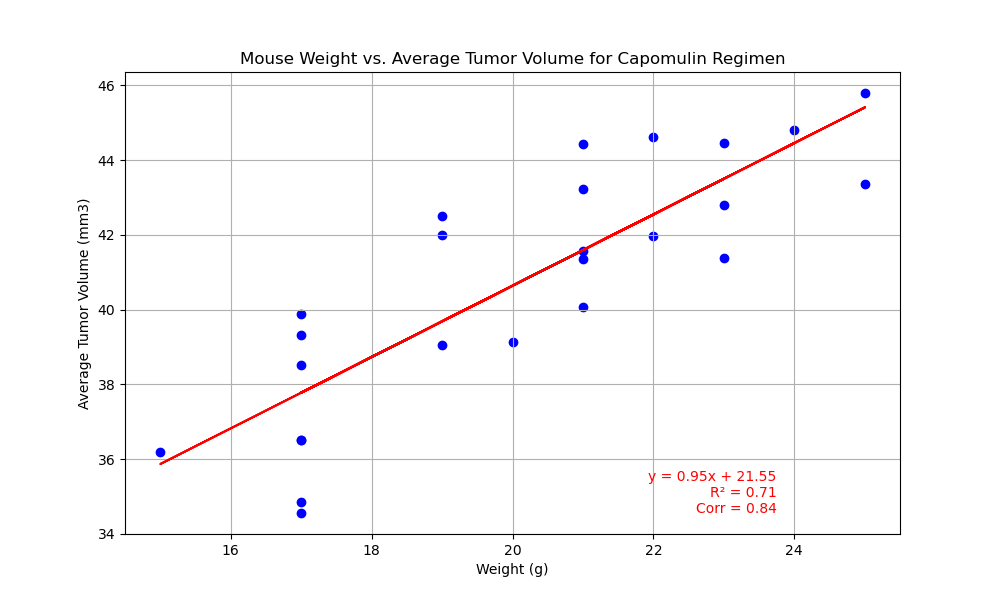 Mouse Weight vs. Average Tumor Volume for Capomulin Regimen
Average Tumor Volume (mm3)
46
44
42
40
38
36
34
y = 0.95x + 21.55
R² = 0.71
Corr = 0.84
16 18 20 22 24
Weight (g)